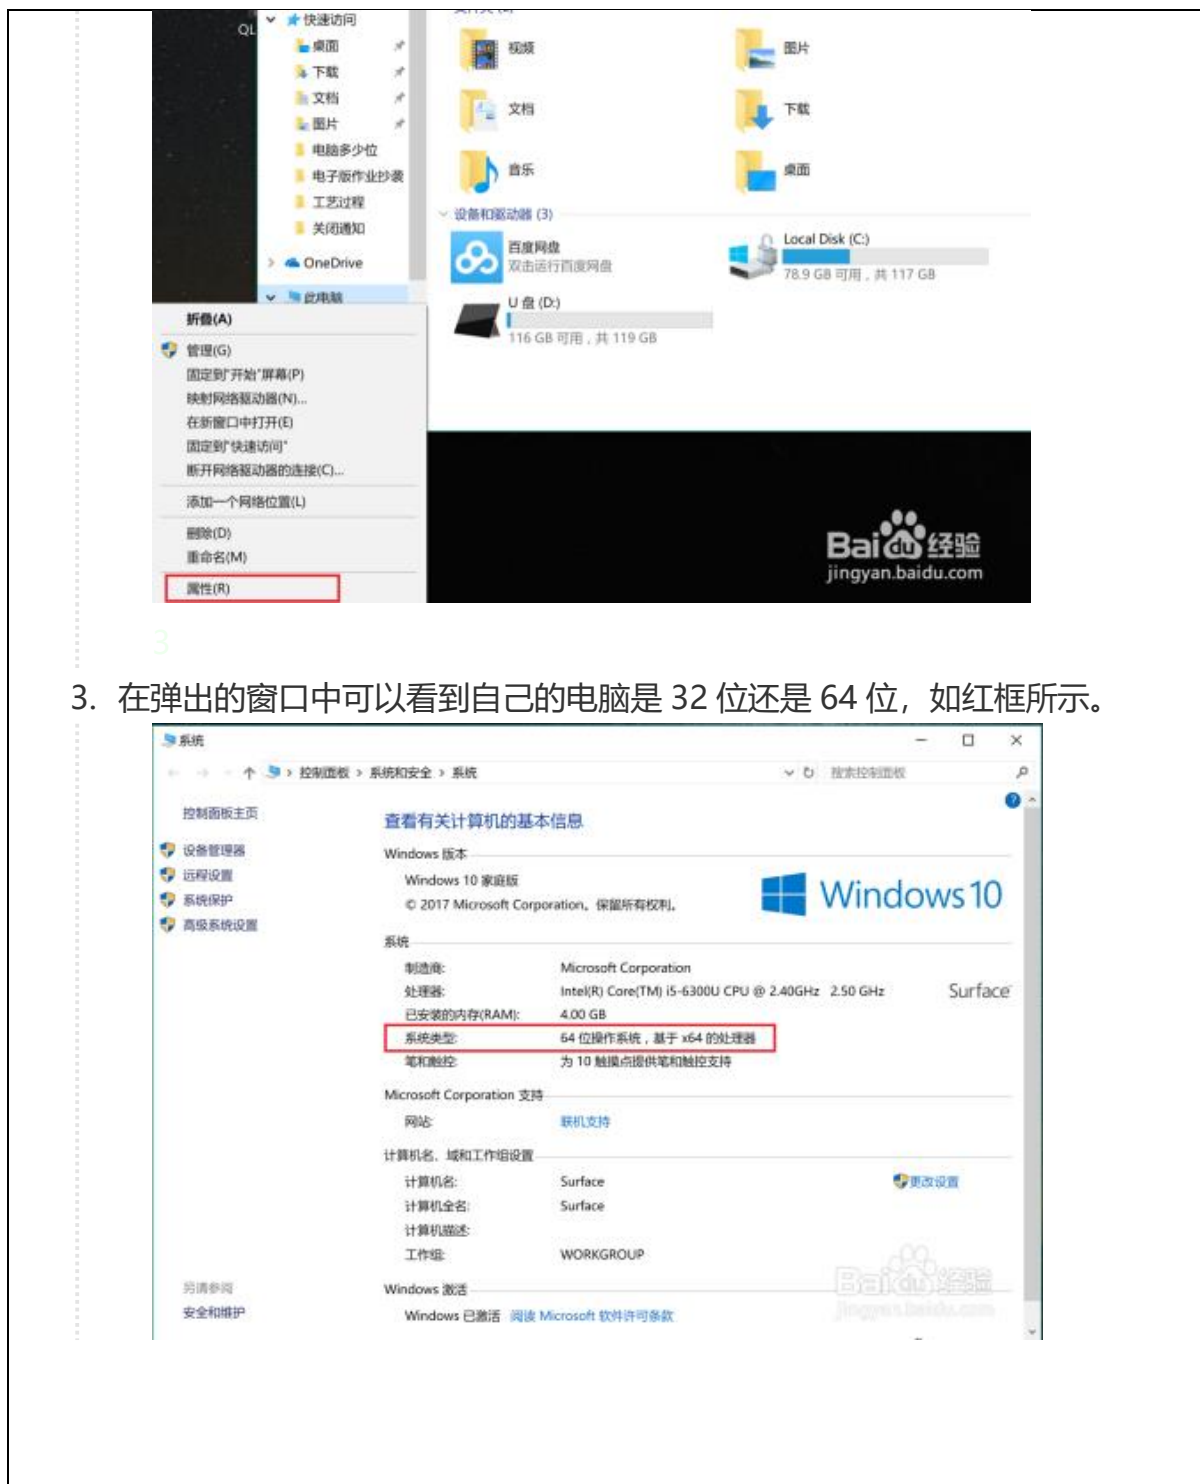 QL
快速访问
桌面
下载
文档
图片
电脑多少位
电子版作业抄袭
工艺过程
关闭通知
OneDrive
此电脑
视频
图片
文档
下载
音乐
桌面
设备和驱动器 (3)
百度网盘
双击运行百度网盘
Local Disk (C:)
78.9 GB 可用，共 117 GB
U 盘 (D:)
116 GB 可用，共 119 GB
折叠(A)
管理(G)
固定到"开始"屏幕(P)
映射网络驱动器(N)...
在新窗口中打开(E)
固定到"快速访问"
断开网络驱动器的连接(C)...
添加一个网络位置(L)
删除(D)
重命名(M)
属性(R)
Baidu 经验
jingyan.baidu.com
3
3. 在弹出的窗口中可以看到自己的电脑是 32 位还是 64 位，如红框所示。
系统
控制面板 > 系统和安全 > 系统
搜索控制面板
控制面板主页
设备管理器
远程设置
系统保护
高级系统设置
查看有关计算机的基本信息
Windows 版本
Windows 10 家庭版
© 2017 Microsoft Corporation。保留所有权利。
Windows 10
系统
制造商: Microsoft Corporation
处理器: Intel(R) Core(TM) i5-6300U CPU @ 2.40GHz 2.50 GHz
Surface
已安装的内存(RAM): 4.00 GB
系统类型: 64 位操作系统，基于 x64 的处理器
笔和触控: 为 10 触摸点提供笔和触控支持
Microsoft Corporation 支持
网站: 联机支持
计算机名、域和工作组设置
计算机名: Surface
更改设置
计算机全名: Surface
计算机描述:
工作组: WORKGROUP
Windows 激活
Windows 已激活 阅读 Microsoft 软件许可条款
另请参阅
安全和维护
Baidu 经验
jingyan.baidu.com